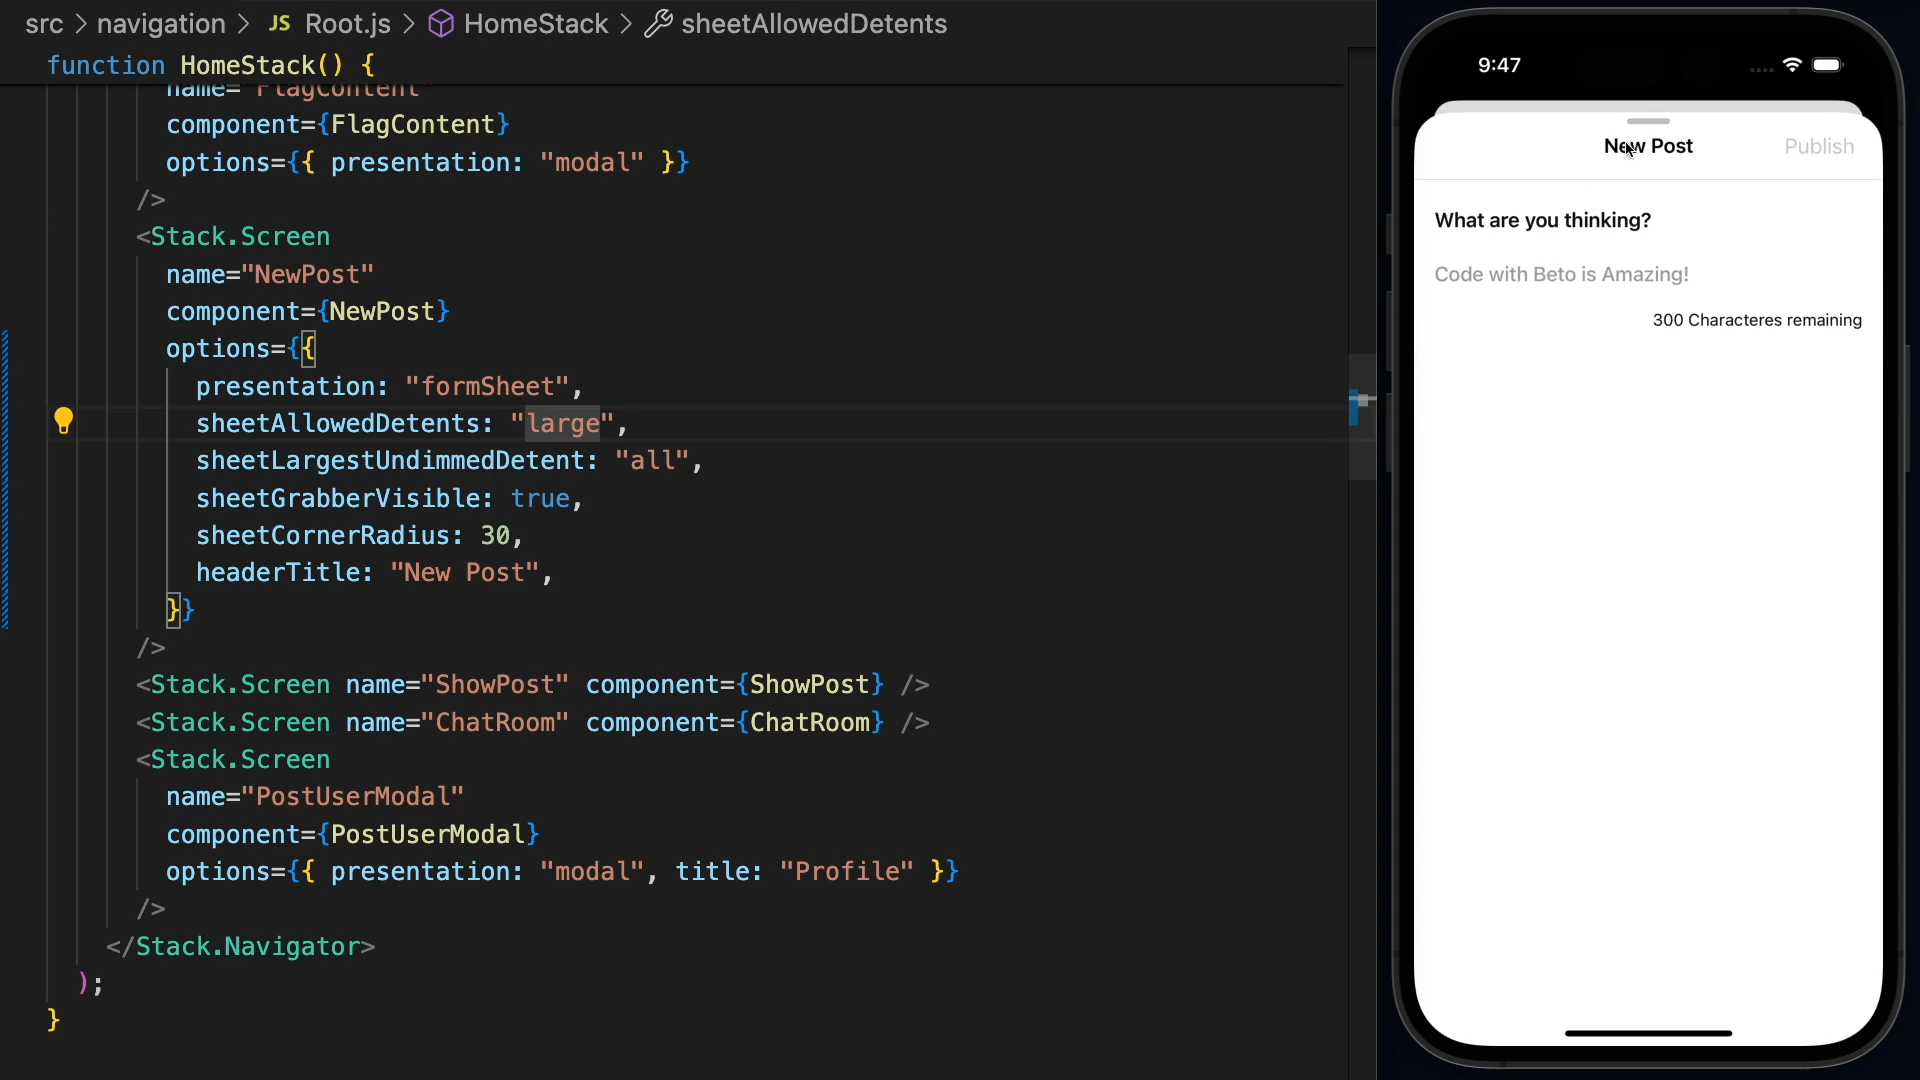 src > navigation > JS Root.js > HomeStack > sheetAllowedDetents
function HomeStack() {
name="FlagContent"
component={FlagContent}
options={{ presentation: "modal" }}
/>
<Stack.Screen
name="NewPost"
component={NewPost}
options={{
presentation: "formSheet",
sheetAllowedDetents: "large",
sheetLargestUndimmedDetent: "all",
sheetGrabberVisible: true,
sheetCornerRadius: 30,
headerTitle: "New Post",
}}
/>
<Stack.Screen name="ShowPost" component={ShowPost} />
<Stack.Screen name="ChatRoom" component={ChatRoom} />
<Stack.Screen
name="PostUserModal"
component={PostUserModal}
options={{ presentation: "modal", title: "Profile" }}
/>
</Stack.Navigator>
);
}
9:47
New Post
Publish
What are you thinking?
Code with Beto is Amazing!
300 Characteres remaining